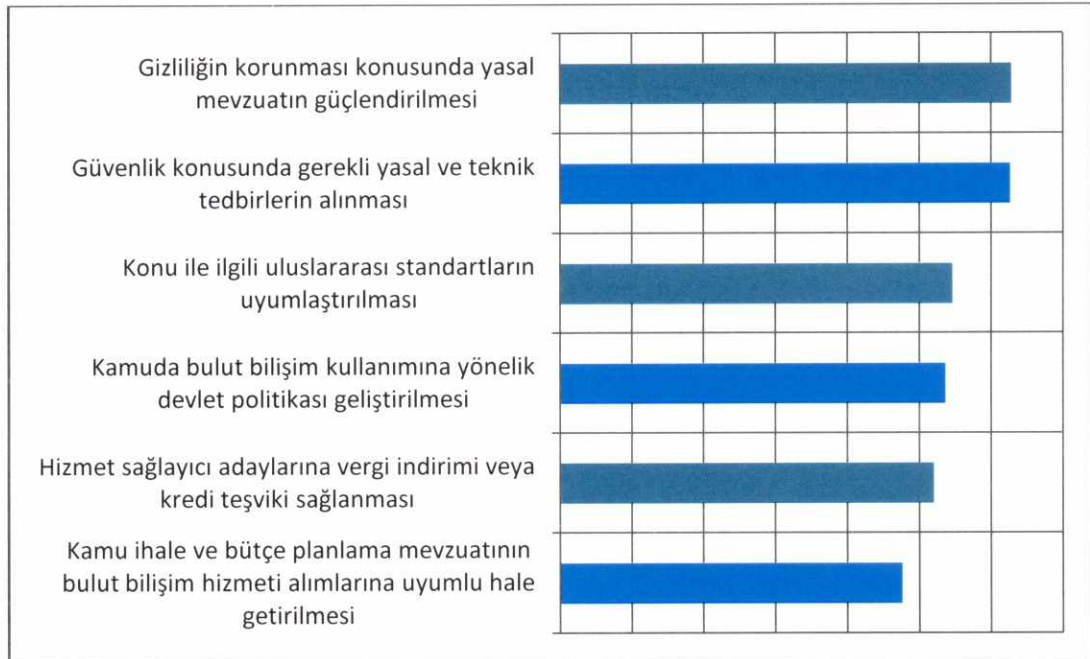 Gizliliğin korunması konusunda yasal
mevzuatın güçlendirilmesi
Güvenlik konusunda gerekli yasal ve teknik
tedbirlerin alınması
Konu ile ilgili uluslararası standartların
uyumlaştırılması
Kamuda bulut bilişim kullanımına yönelik
devlet politikası geliştirilmesi
Hizmet sağlayıcı adaylarına vergi indirimi veya
kredi teşviki sağlanması
Kamu ihale ve bütçe planlama mevzuatının
bulut bilişim hizmeti alımlarına uyumlu hale
getirilmesi